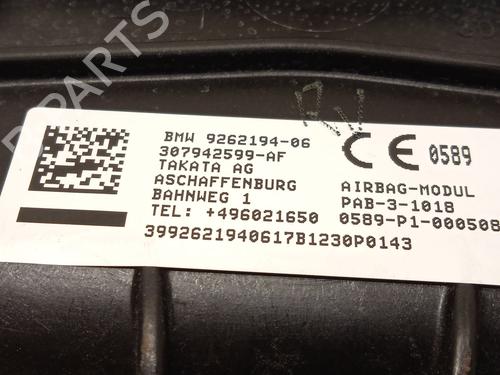 B-PARTS
BMW 9262194-06
307942599-AF
TAKATA AG
ASCHAFFENBURG
BAHNWEG 1
TEL: +496021650
CE 0589
AIRBAG-MODUL
PAB-3-1018
0589-P1-000508
3992621940617B1230P0143